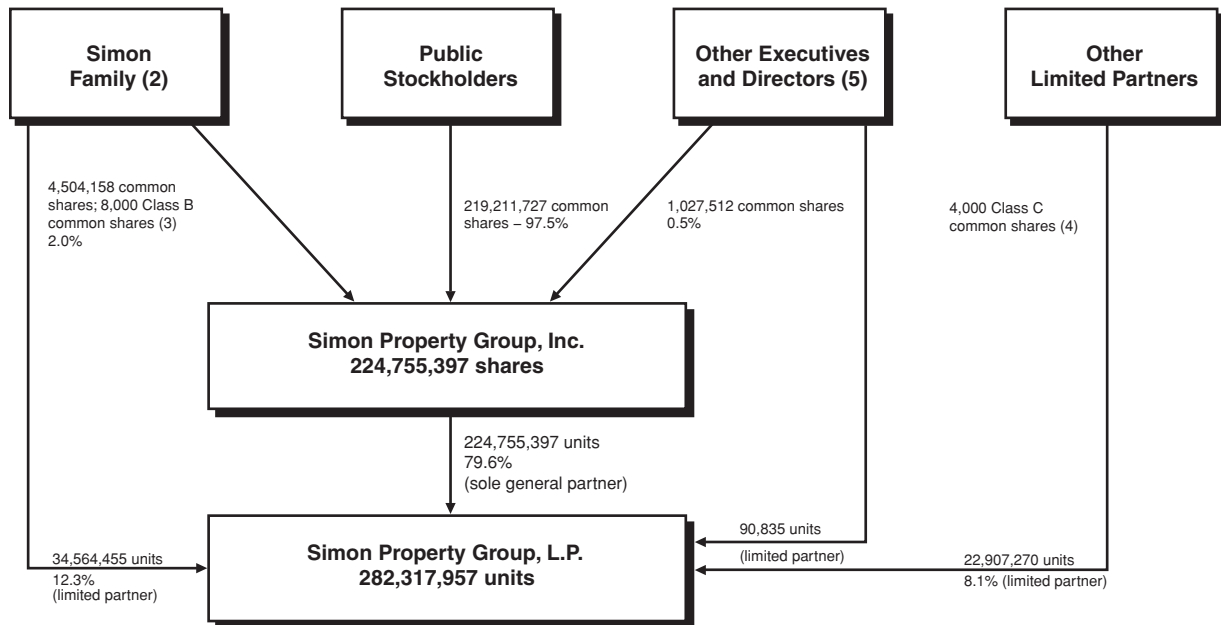 Simon
Family (2)
Public
Stockholders
Other Executives
and Directors (5)
Other
Limited Partners
4,504,158 common
shares; 8,000 Class B
common shares (3)
2.0%
219,211,727 common
shares – 97.5%
1,027,512 common shares
0.5%
4,000 Class C
common shares (4)
Simon Property Group, Inc.
224,755,397 shares
224,755,397 units
79.6%
(sole general partner)
Simon Property Group, L.P.
282,317,957 units
34,564,455 units
12.3%
(limited partner)
90,835 units
(limited partner)
22,907,270 units
8.1% (limited partner)